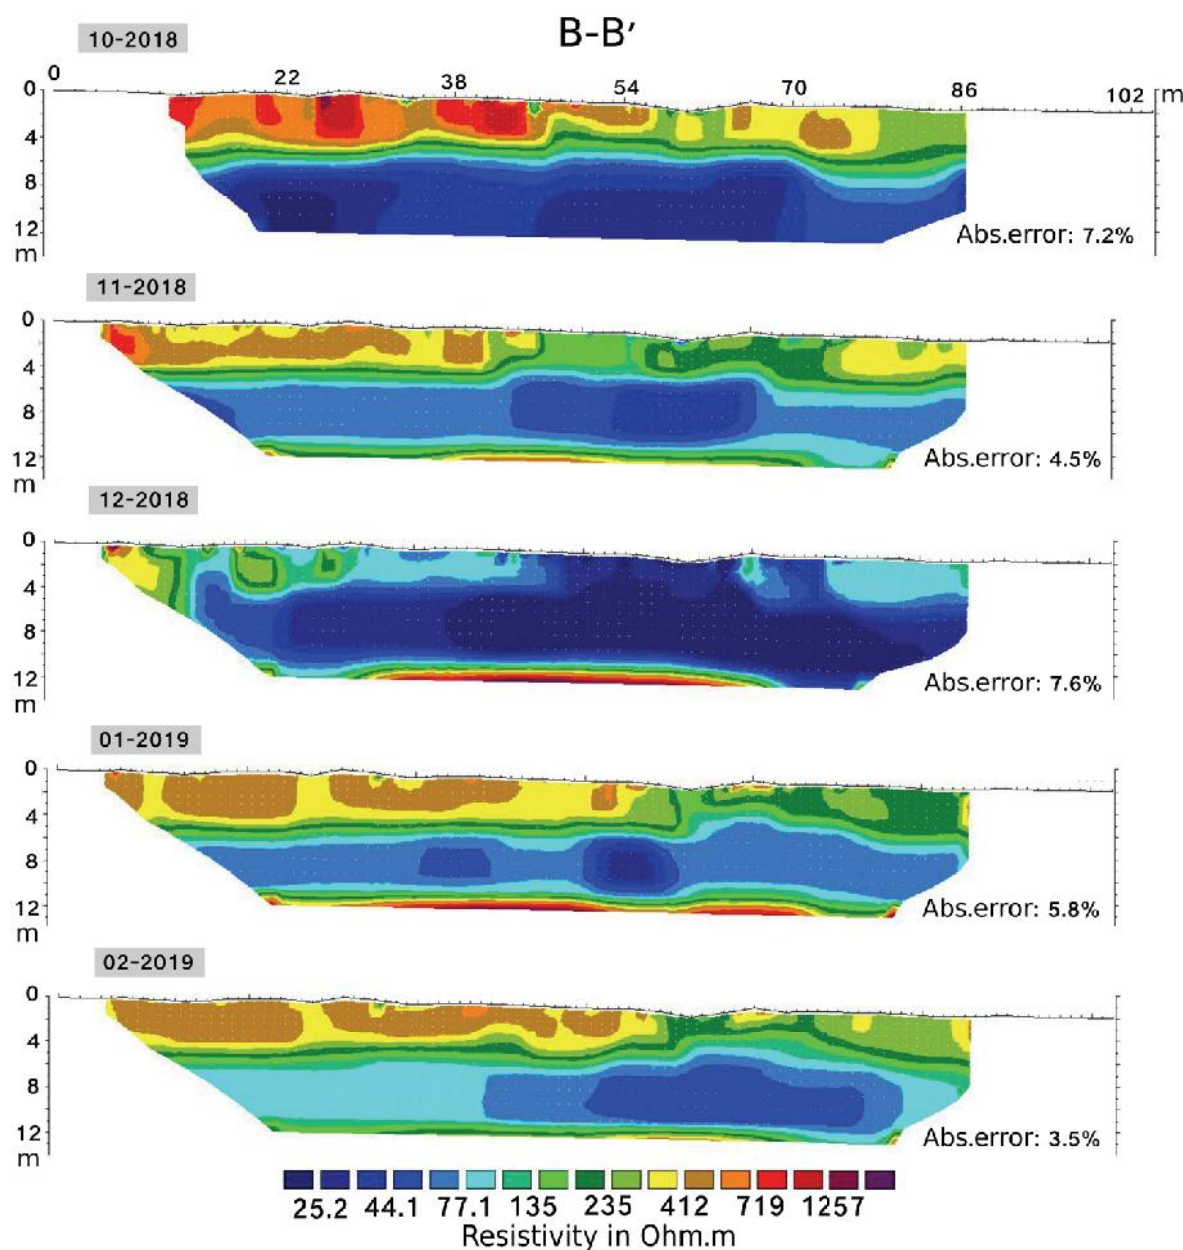 B-B′
10-2018
0 22 38 54 70 86 102 m
0
4
8
12
m
Abs.error: 7.2%
11-2018
0
4
8
12
m
Abs.error: 4.5%
12-2018
0
4
8
12
m
Abs.error: 7.6%
01-2019
0
4
8
12
m
Abs.error: 5.8%
02-2019
0
4
8
12
m
Abs.error: 3.5%
25.2 44.1 77.1 135 235 412 719 1257
Resistivity in Ohm.m